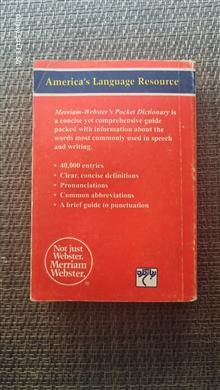 America's Language Resource
Merriam-Webster's Pocket Dictionary is
a concise yet comprehensive guide
packed with information about the
words most commonly used in speech
and writing.
• 40,000 entries
• Clear, concise definitions
• Pronunciations
• Common abbreviations
• A brief guide to punctuation
Not just
Webster.
Merriam
Webster.®